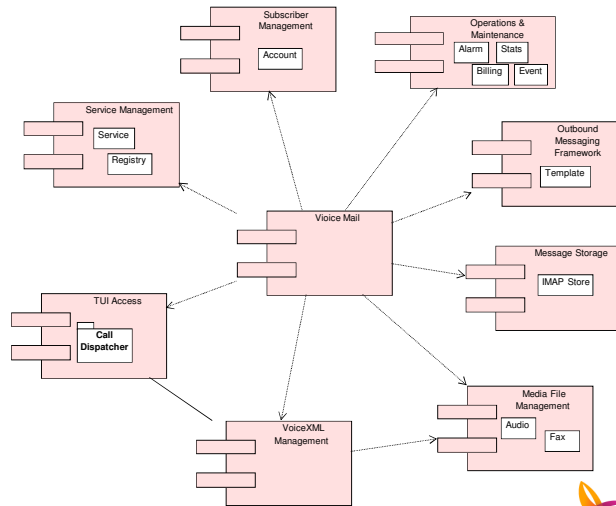 Subscriber
Management
Account
Operations &
Maintenance
Alarm
Stats
Billing
Event
Service Management
Service
Registry
Outbound
Messaging
Framework
Template
Vioice Mail
Message Storage
IMAP Store
TUI Access
Call
Dispatcher
VoiceXML
Management
Media File
Management
Audio
Fax